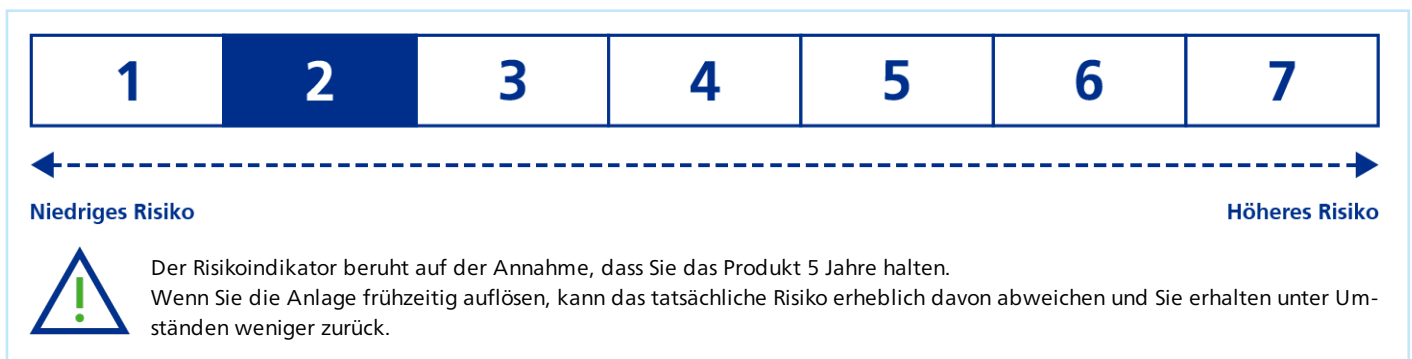 1 2 3 4 5 6 7
Niedriges Risiko Höheres Risiko
Der Risikoindikator beruht auf der Annahme, dass Sie das Produkt 5 Jahre halten.
Wenn Sie die Anlage frühzeitig auflösen, kann das tatsächliche Risiko erheblich davon abweichen und Sie erhalten unter Um-
ständen weniger zurück.